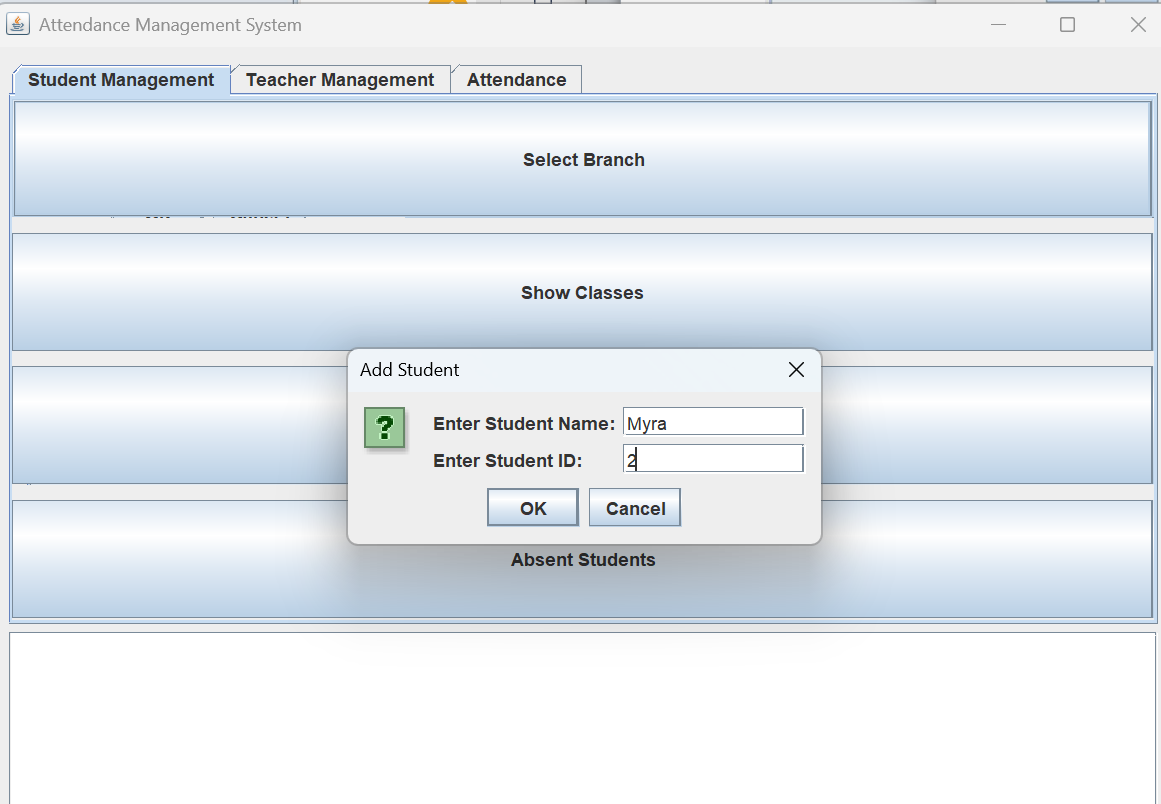 Attendance Management System
Student Management Teacher Management Attendance
Select Branch
Show Classes
Add Student
?
Enter Student Name: Myra
Enter Student ID: 2
OK Cancel
Absent Students